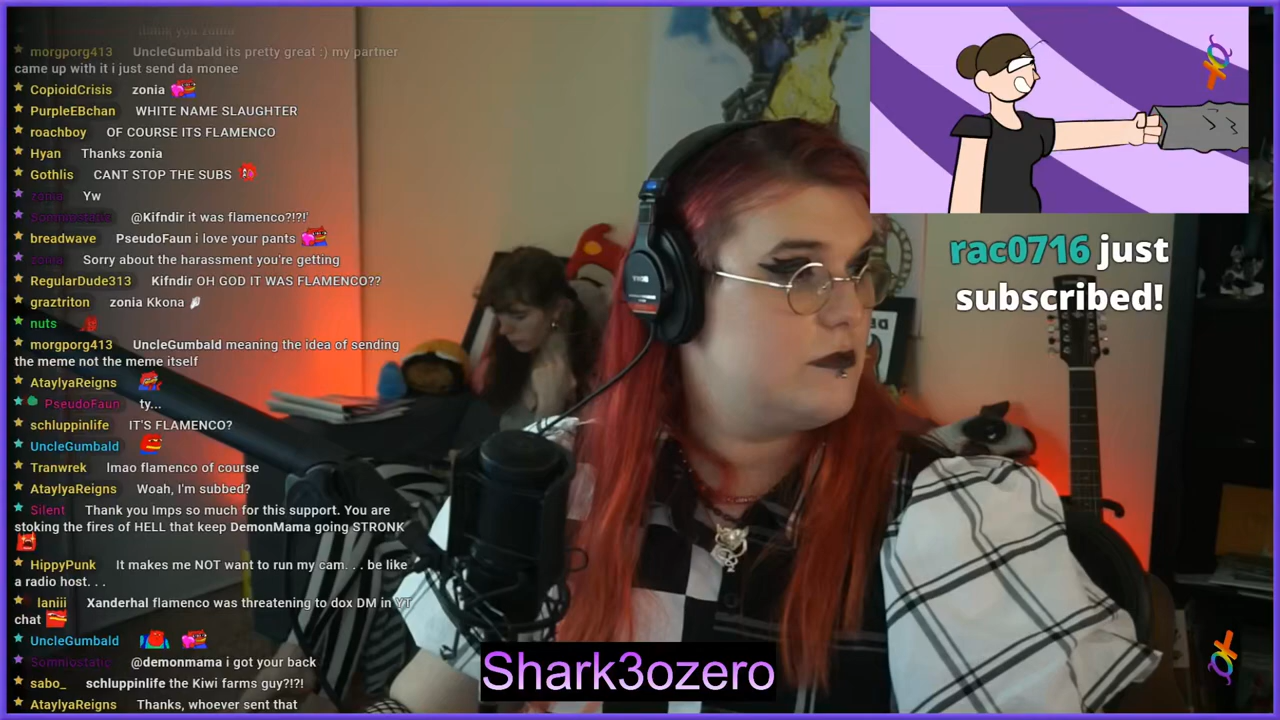 thank you zonia
morgporg413 UncleGumbald its pretty great :) my partner
came up with it i just send da monee
CopioidCrisis zonia
PurpleEBchan WHITE NAME SLAUGHTER
roachboy OF COURSE ITS FLAMENCO
Hyan Thanks zonia
Gothlis CANT STOP THE SUBS
zonia Yw
Somniostatic @Kifndir it was flamenco?!?!'
breadwave PseudoFaun i love your pants
zonia Sorry about the harassment you're getting
RegularDude313 Kifndir OH GOD IT WAS FLAMENCO??
graztriton zonia Kkona
nuts
morgporg413 UncleGumbald meaning the idea of sending
the meme not the meme itself
AtaylyaReigns
PseudoFaun ty...
schluppinlife IT'S FLAMENCO?
UncleGumbald
Tranwrek lmao flamenco of course
AtaylyaReigns Woah, I'm subbed?
Silent Thank you Imps so much for this support. You are
stoking the fires of HELL that keep DemonMama going STRONK
HippyPunk It makes me NOT want to run my cam. . . be like
a radio host. . .
laniii Xanderhal flamenco was threatening to dox DM in YT
chat
UncleGumbald
Somniostatic @demonmama i got your back
sabo_ schluppinlife the Kiwi farms guy?!?!
AtaylyaReigns Thanks, whoever sent that
rac0716 just
subscribed!
SONY
Shark3ozero